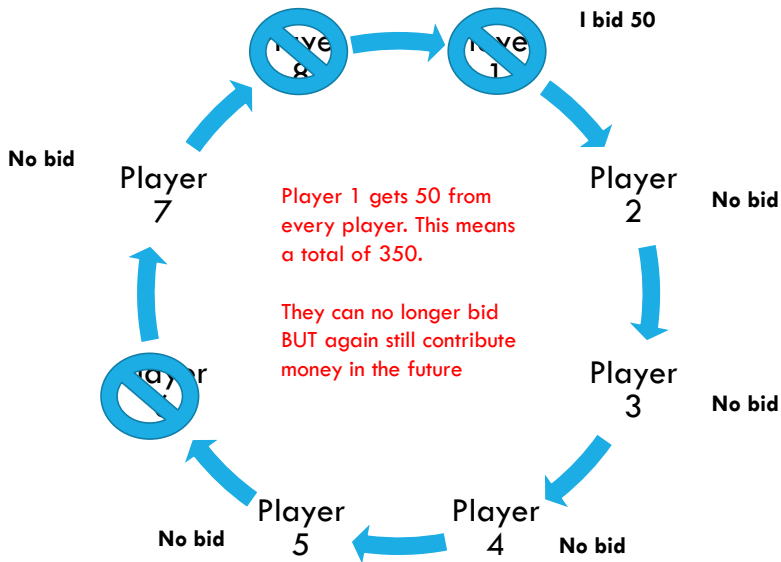 I bid 50
1
8
No bid
Player
7
Player
2
No bid
Player 1 gets 50 from
every player. This means
a total of 350.
They can no longer bid
BUT again still contribute
money in the future
Player
3
No bid
Player
5
No bid
Player
4
No bid